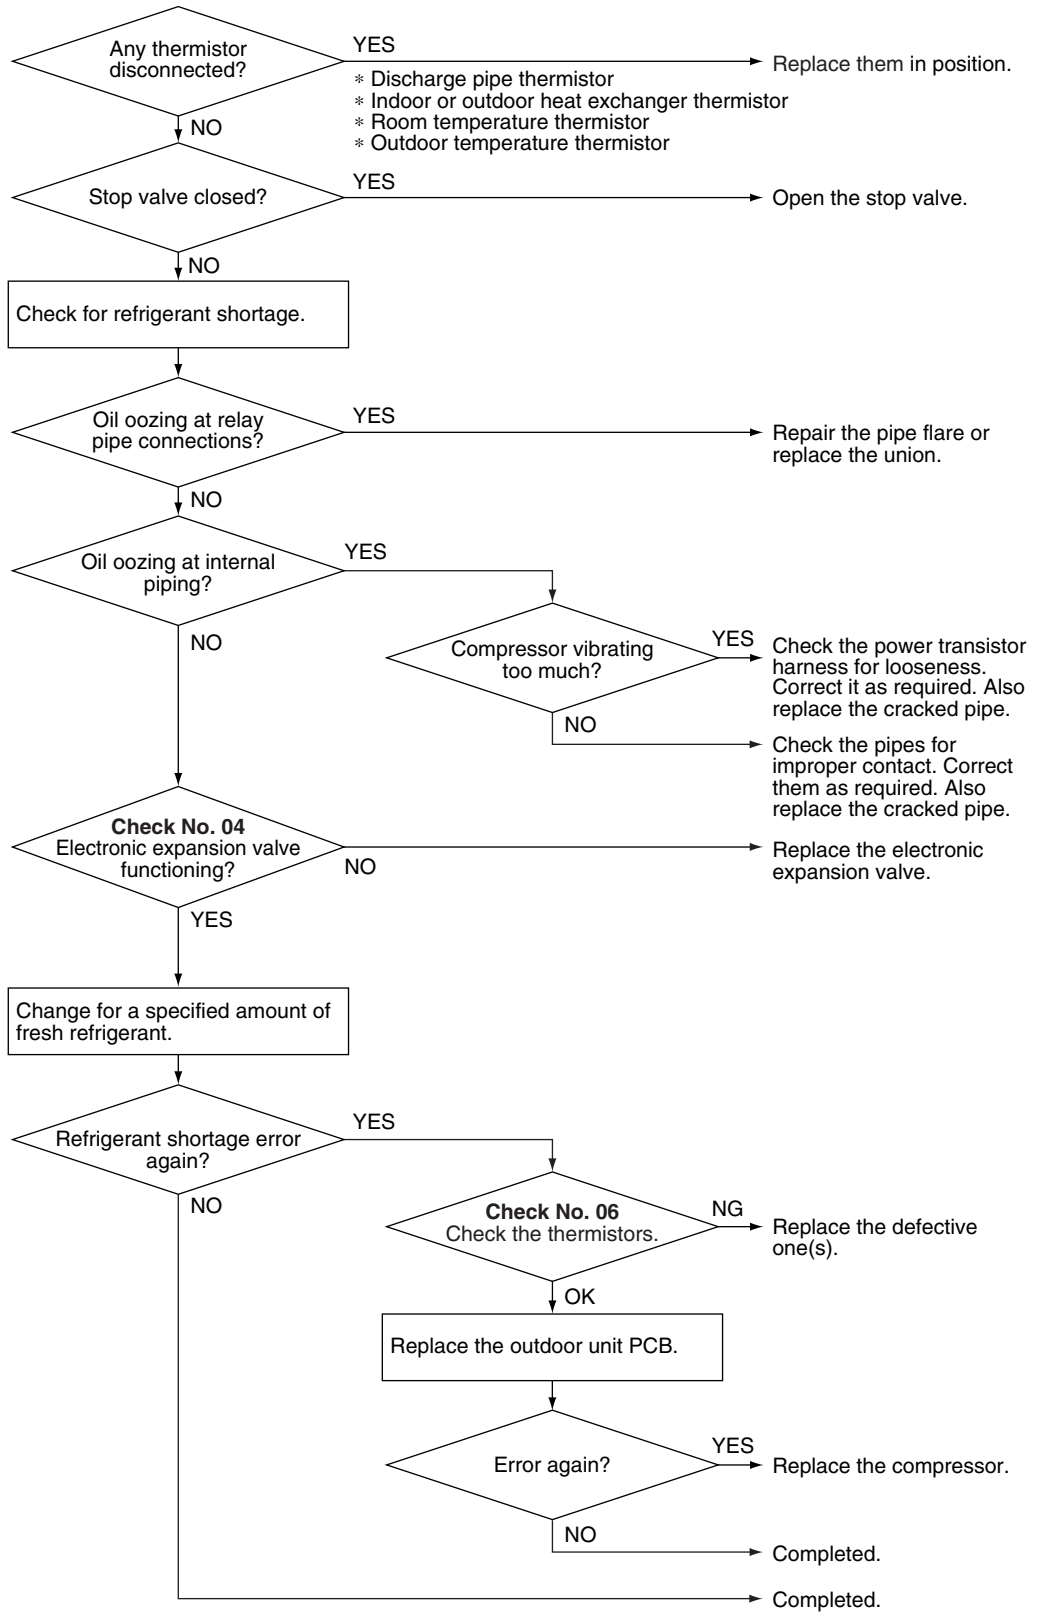 Any thermistor
disconnected?
YES
Replace them in position.
* Discharge pipe thermistor
* Indoor or outdoor heat exchanger thermistor
* Room temperature thermistor
* Outdoor temperature thermistor
NO
Stop valve closed?
YES
Open the stop valve.
NO
Check for refrigerant shortage.
Oil oozing at relay
pipe connections?
YES
Repair the pipe flare or
replace the union.
NO
Oil oozing at internal
piping?
YES
NO
Compressor vibrating
too much?
YES
Check the power transistor
harness for looseness.
Correct it as required. Also
replace the cracked pipe.
NO
Check the pipes for
improper contact. Correct
them as required. Also
replace the cracked pipe.
Check No. 04
Electronic expansion valve
functioning?
NO
Replace the electronic
expansion valve.
YES
Change for a specified amount of
fresh refrigerant.
Refrigerant shortage error
again?
YES
NO
Check No. 06
Check the thermistors.
NG
Replace the defective
one(s).
OK
Replace the outdoor unit PCB.
Error again?
YES
Replace the compressor.
NO
Completed.
Completed.